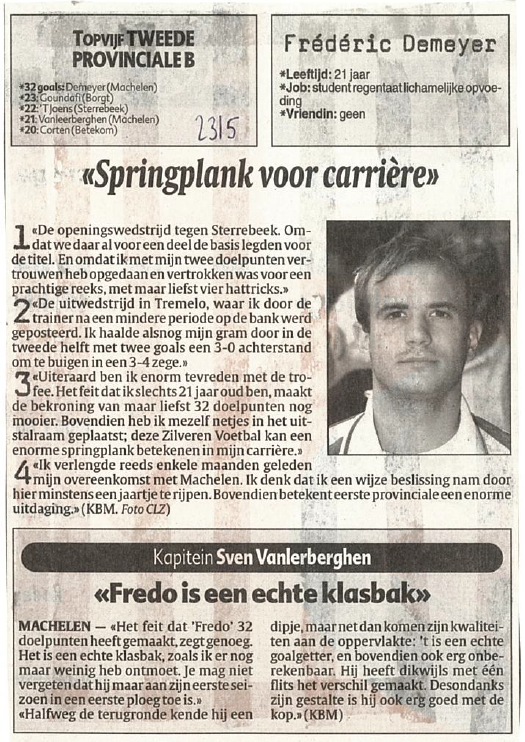 TOPVIJF TWEEDE
PROVINCIALE B
*32 goals: Demeyer (Machelen)
*23: Goundafi (Borgt)
*22: 'T Joens (Sterrebeek)
*21: Vanleerberghen (Machelen)
*20: Corten (Betekom)
23/5
Frédéric Demeyer
*Leeftijd: 21 jaar
*Job: student regentaat lichamelijke opvoe-
ding
*Vriendin: geen
«Springplank voor carrière»
1 «De openingswedstrijd tegen Sterrebeek. Om-
dat we daar al voor een deel de basis legden voor
de titel. En omdat ik met mijn twee doelpunten ver-
trouwen heb opgedaan en vertrokken was voor een
prachtige reeks, met maar liefst vier hattricks.»
2 «De uitwedstrijd in Tremelo, waar ik door de
trainer na een mindere periode op de bank werd
geposteerd. Ik haalde alsnog mijn gram door in de
tweede helft met twee goals een 3-0 achterstand
om te buigen in een 3-4 zege.»
3 «Uiteraard ben ik enorm tevreden met de tro-
fee. Het feit dat ik slechts 21 jaar oud ben, maakt
de bekroning van maar liefst 32 doelpunten nog
mooier. Bovendien heb ik mezelf netjes in het uit-
stalraam geplaatst; deze Zilveren Voetbal kan een
enorme springplank betekenen in mijn carrière.»
4 «Ik verlengde reeds enkele maanden geleden
mijn overeenkomst met Machelen. Ik denk dat ik een wijze beslissing nam door
hier minstens een jaartje te rijpen. Bovendien betekent eerste provinciale een enorme
uitdaging.» (KBM. Foto CLZ)
Kapitein Sven Vanlerberghen
«Fredo is een echte klasbak»
MACHELEN — «Het feit dat 'Fredo' 32
doelpunten heeft gemaakt, zegt genoeg.
Het is een echte klasbak, zoals ik er nog
maar weinig heb ontmoet. Je mag niet
vergeten dat hij maar aan zijn eerste sei-
zoen in een eerste ploeg toe is.»
«Halfweg de terugronde kende hij een
dipje, maar net dan komen zijn kwalitei-
ten aan de oppervlakte: 't is een echte
goalgetter, en bovendien ook erg onbe-
rekenbaar. Hij heeft dikwijls met één
flits het verschil gemaakt. Desondanks
zijn gestalte is hij ook erg goed met de
kop.» (KBM)